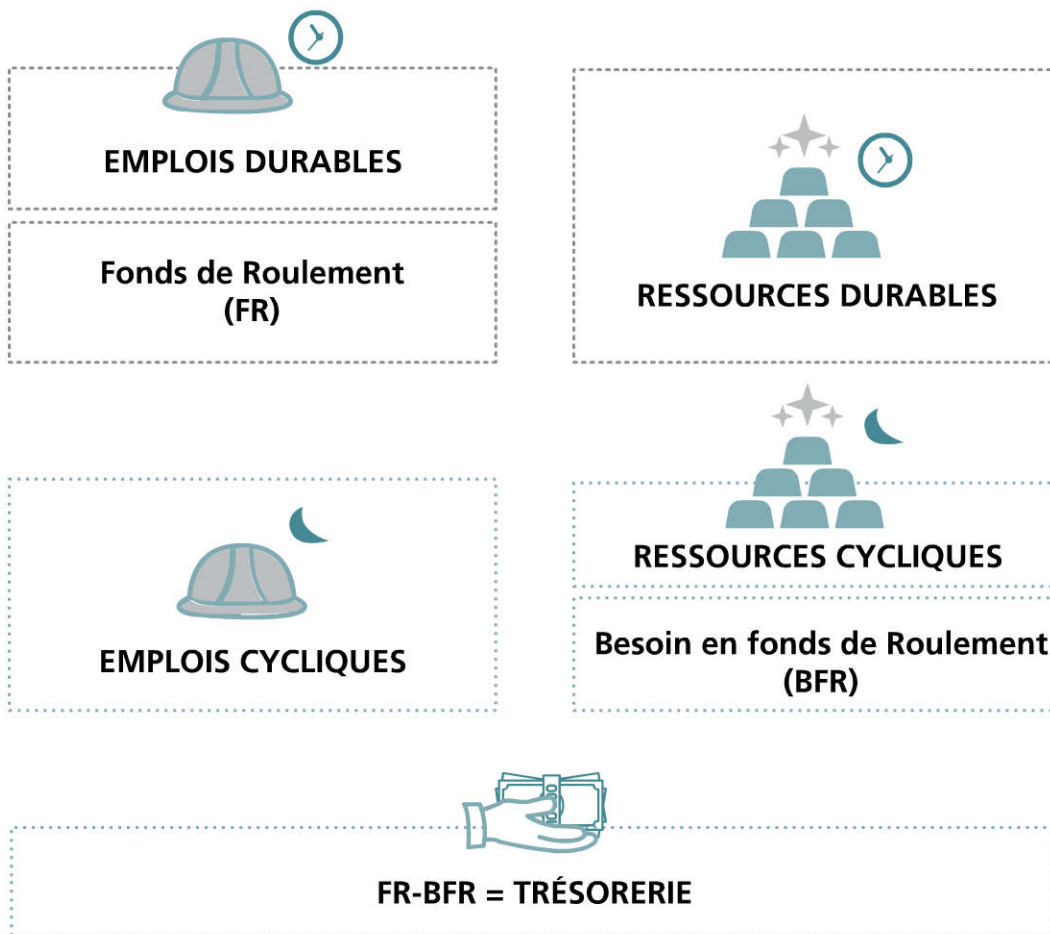 EMPLOIS DURABLES
Fonds de Roulement
(FR)
RESSOURCES DURABLES
EMPLOIS CYCLIQUES
RESSOURCES CYCLIQUES
Besoin en fonds de Roulement
(BFR)
FR-BFR = TRÉSORERIE